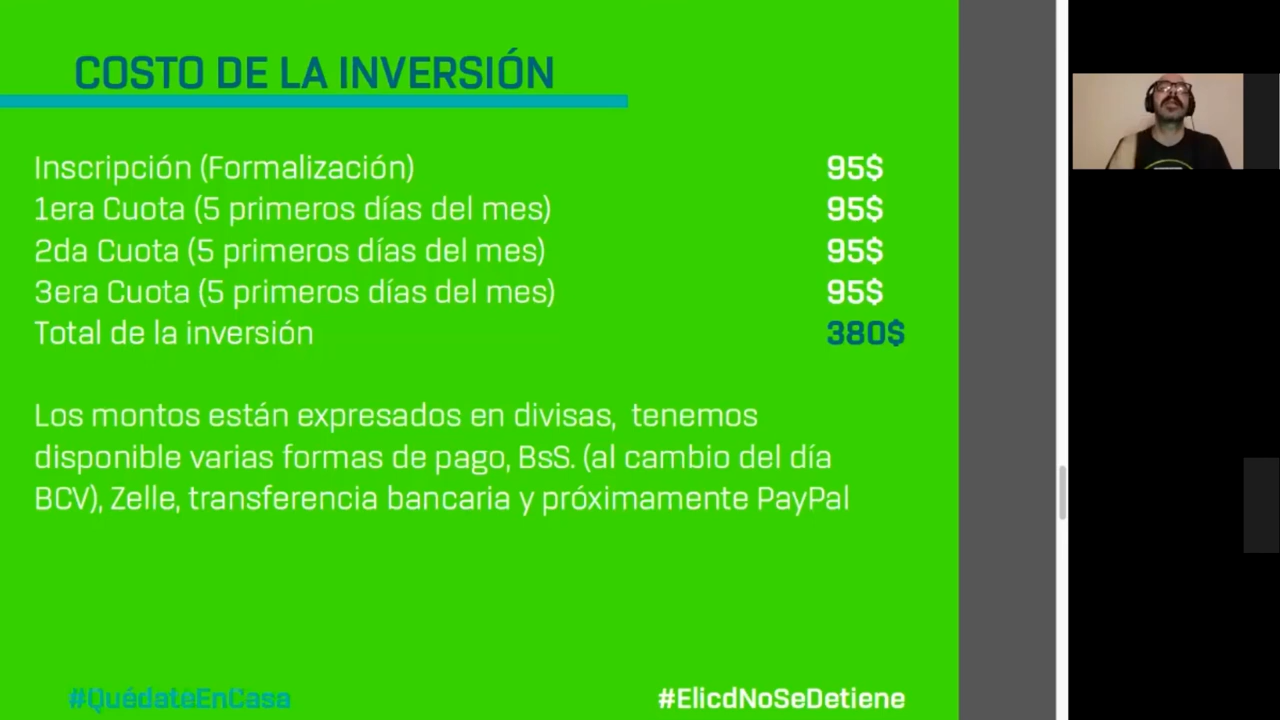 COSTO DE LA INVERSIÓN
Inscripción (Formalización) 95$
1era Cuota (5 primeros días del mes) 95$
2da Cuota (5 primeros días del mes) 95$
3era Cuota (5 primeros días del mes) 95$
Total de la inversión 380$
Los montos están expresados en divisas, tenemos
disponible varias formas de pago, BsS. (al cambio del día
BCV), Zelle, transferencia bancaria y próximamente PayPal
#QuédateEnCasa #ElicdNoSeDetiene